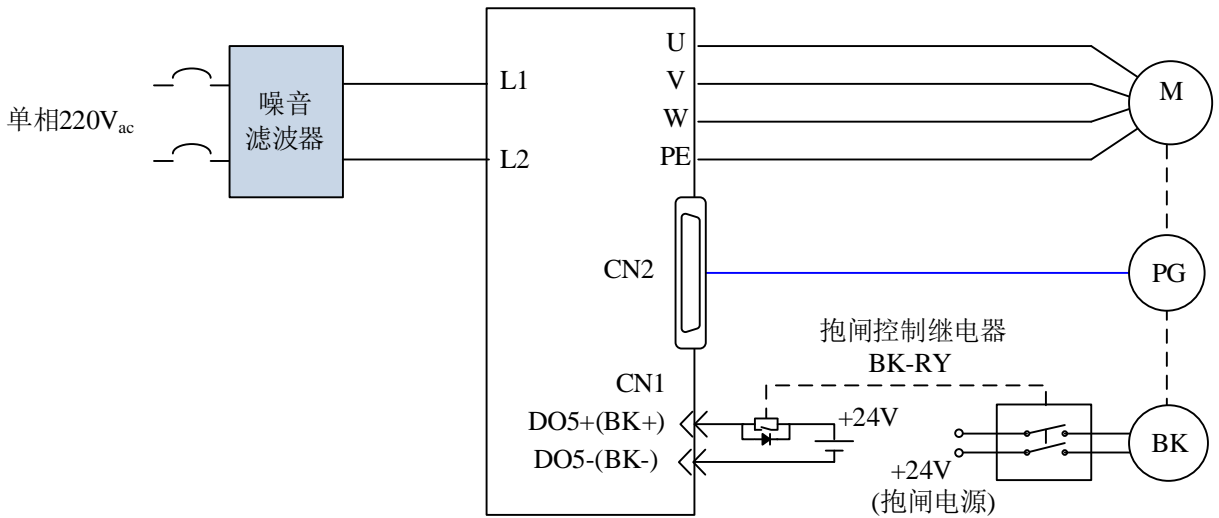 单相220Vac
噪音
滤波器
L1
L2
U
V
W
PE
M
CN2
PG
抱闸控制继电器
BK-RY
CN1
DO5+(BK+)
DO5-(BK-)
+24V
+24V
(抱闸电源)
BK